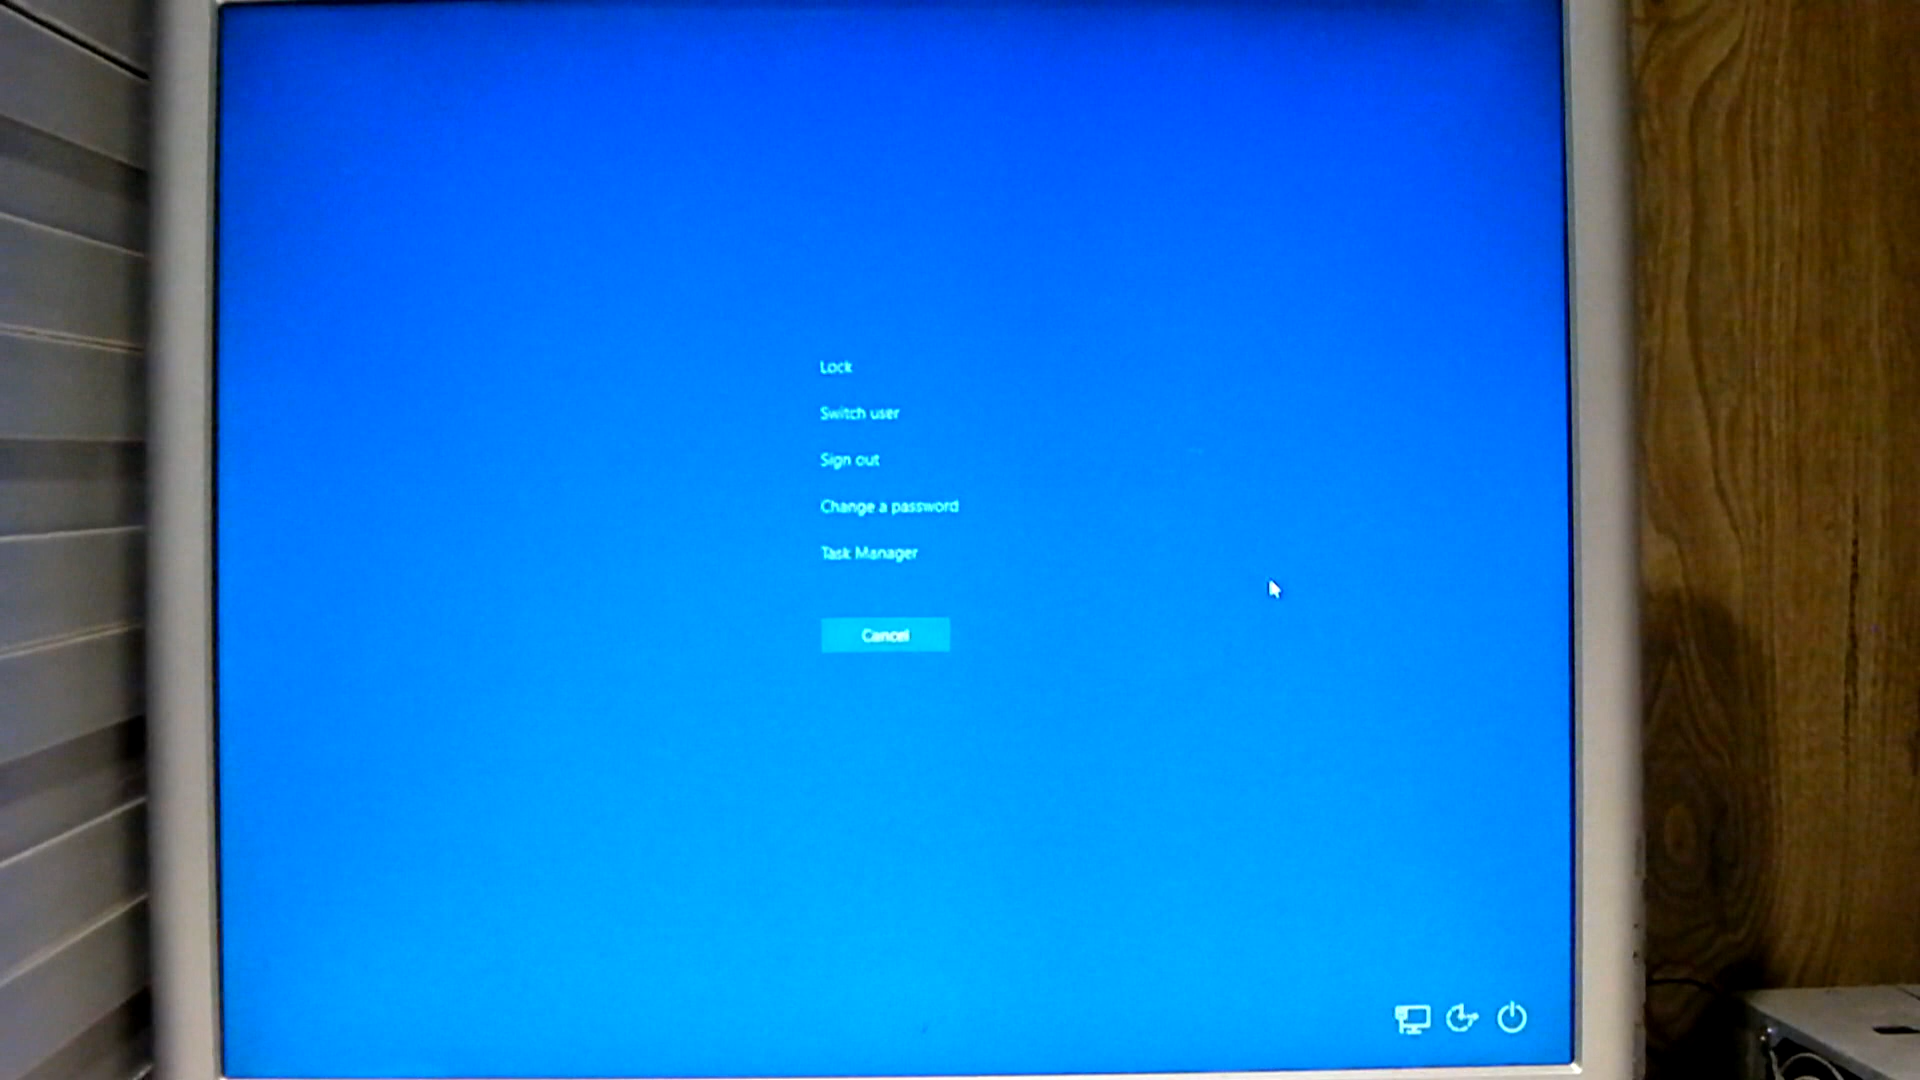 Lock
Switch user
Sign out
Change a password
Task Manager
Cancel